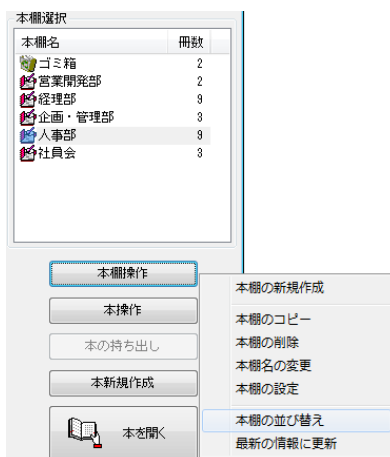 本棚選択
本棚名 冊数
ゴミ箱 2
営業開発部 2
経理部 9
企画・管理部 3
人事部 9
社員会 3
本棚操作
本操作
本の持ち出し
本新規作成
本を開く
本棚の新規作成
本棚のコピー
本棚の削除
本棚名の変更
本棚の設定
本棚の並び替え
最新の情報に更新